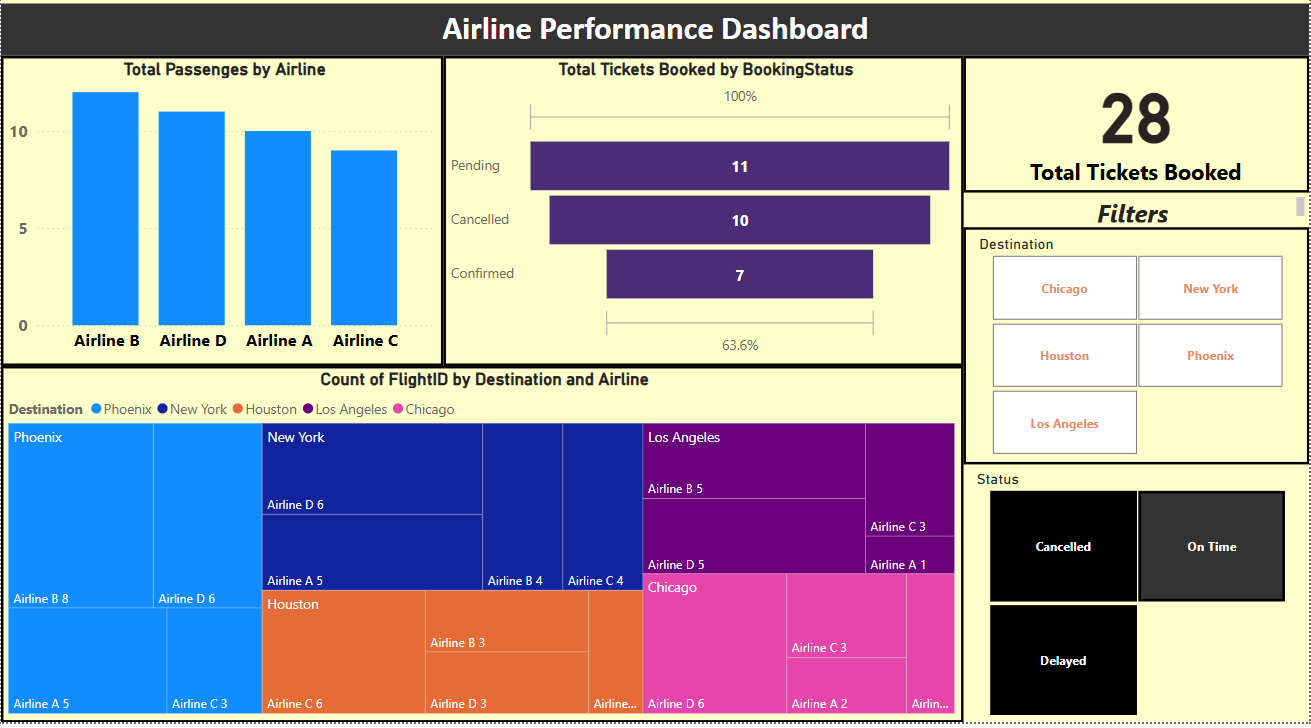 Airline Performance Dashboard
Total Passenges by Airline
10
5
0
Airline B Airline D Airline A Airline C
Total Tickets Booked by BookingStatus
100%
Pending 11
Cancelled 10
Confirmed 7
63.6%
28
Total Tickets Booked
Filters
Destination
Chicago New York
Houston Phoenix
Los Angeles
Status
Cancelled On Time
Delayed
Count of FlightID by Destination and Airline
Destination Phoenix New York Houston Los Angeles Chicago
Phoenix
Airline B 8
Airline D 6
Airline A 5
Airline C 3
New York
Airline D 6
Airline A 5
Airline B 4
Airline C 4
Houston
Airline C 6
Airline B 3
Airline D 3
Airline...
Los Angeles
Airline B 5
Airline D 5
Airline C 3
Airline A 1
Chicago
Airline D 6
Airline C 3
Airline A 2
Airlin...